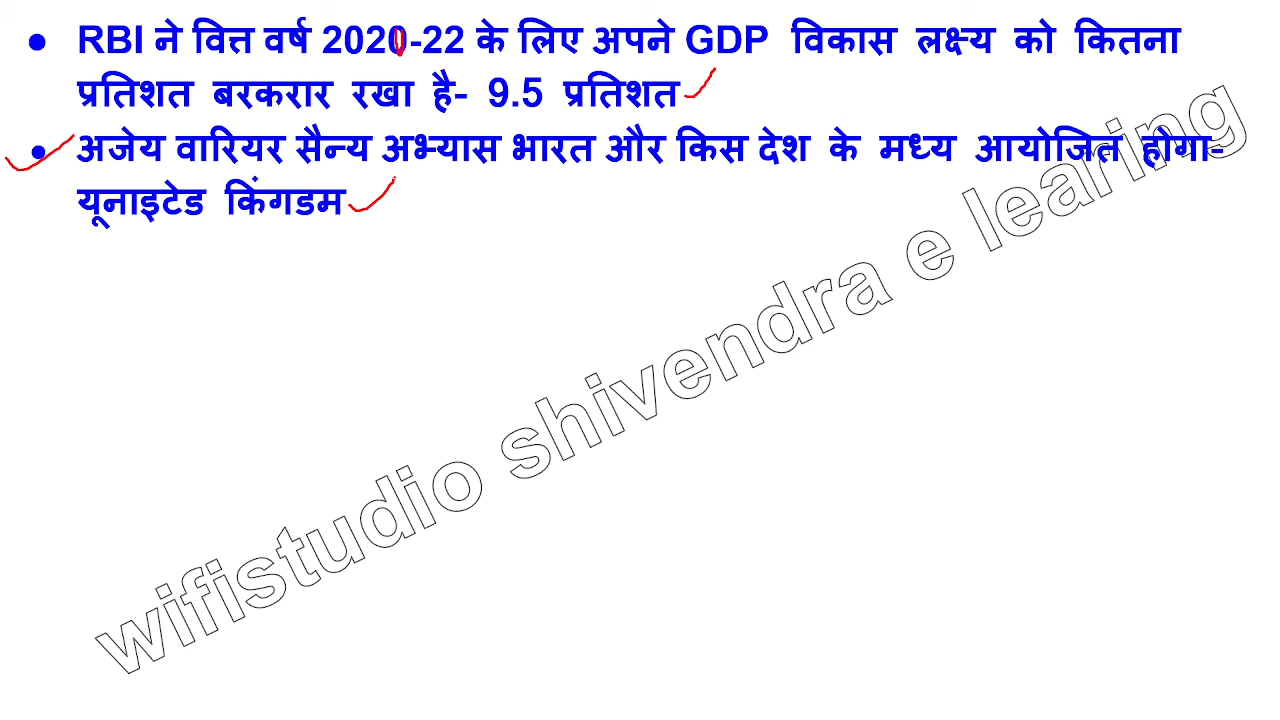 ● RBI ने वित्त वर्ष 2020-22 के लिए अपने GDP विकास लक्ष्य को कितना
प्रतिशत बरकरार रखा है- 9.5 प्रतिशत
● अजेय वारियर सैन्य अभ्यास भारत और किस देश के मध्य आयोजित होगा-
यूनाइटेड किंगडम
wifistudio shivendra e learing